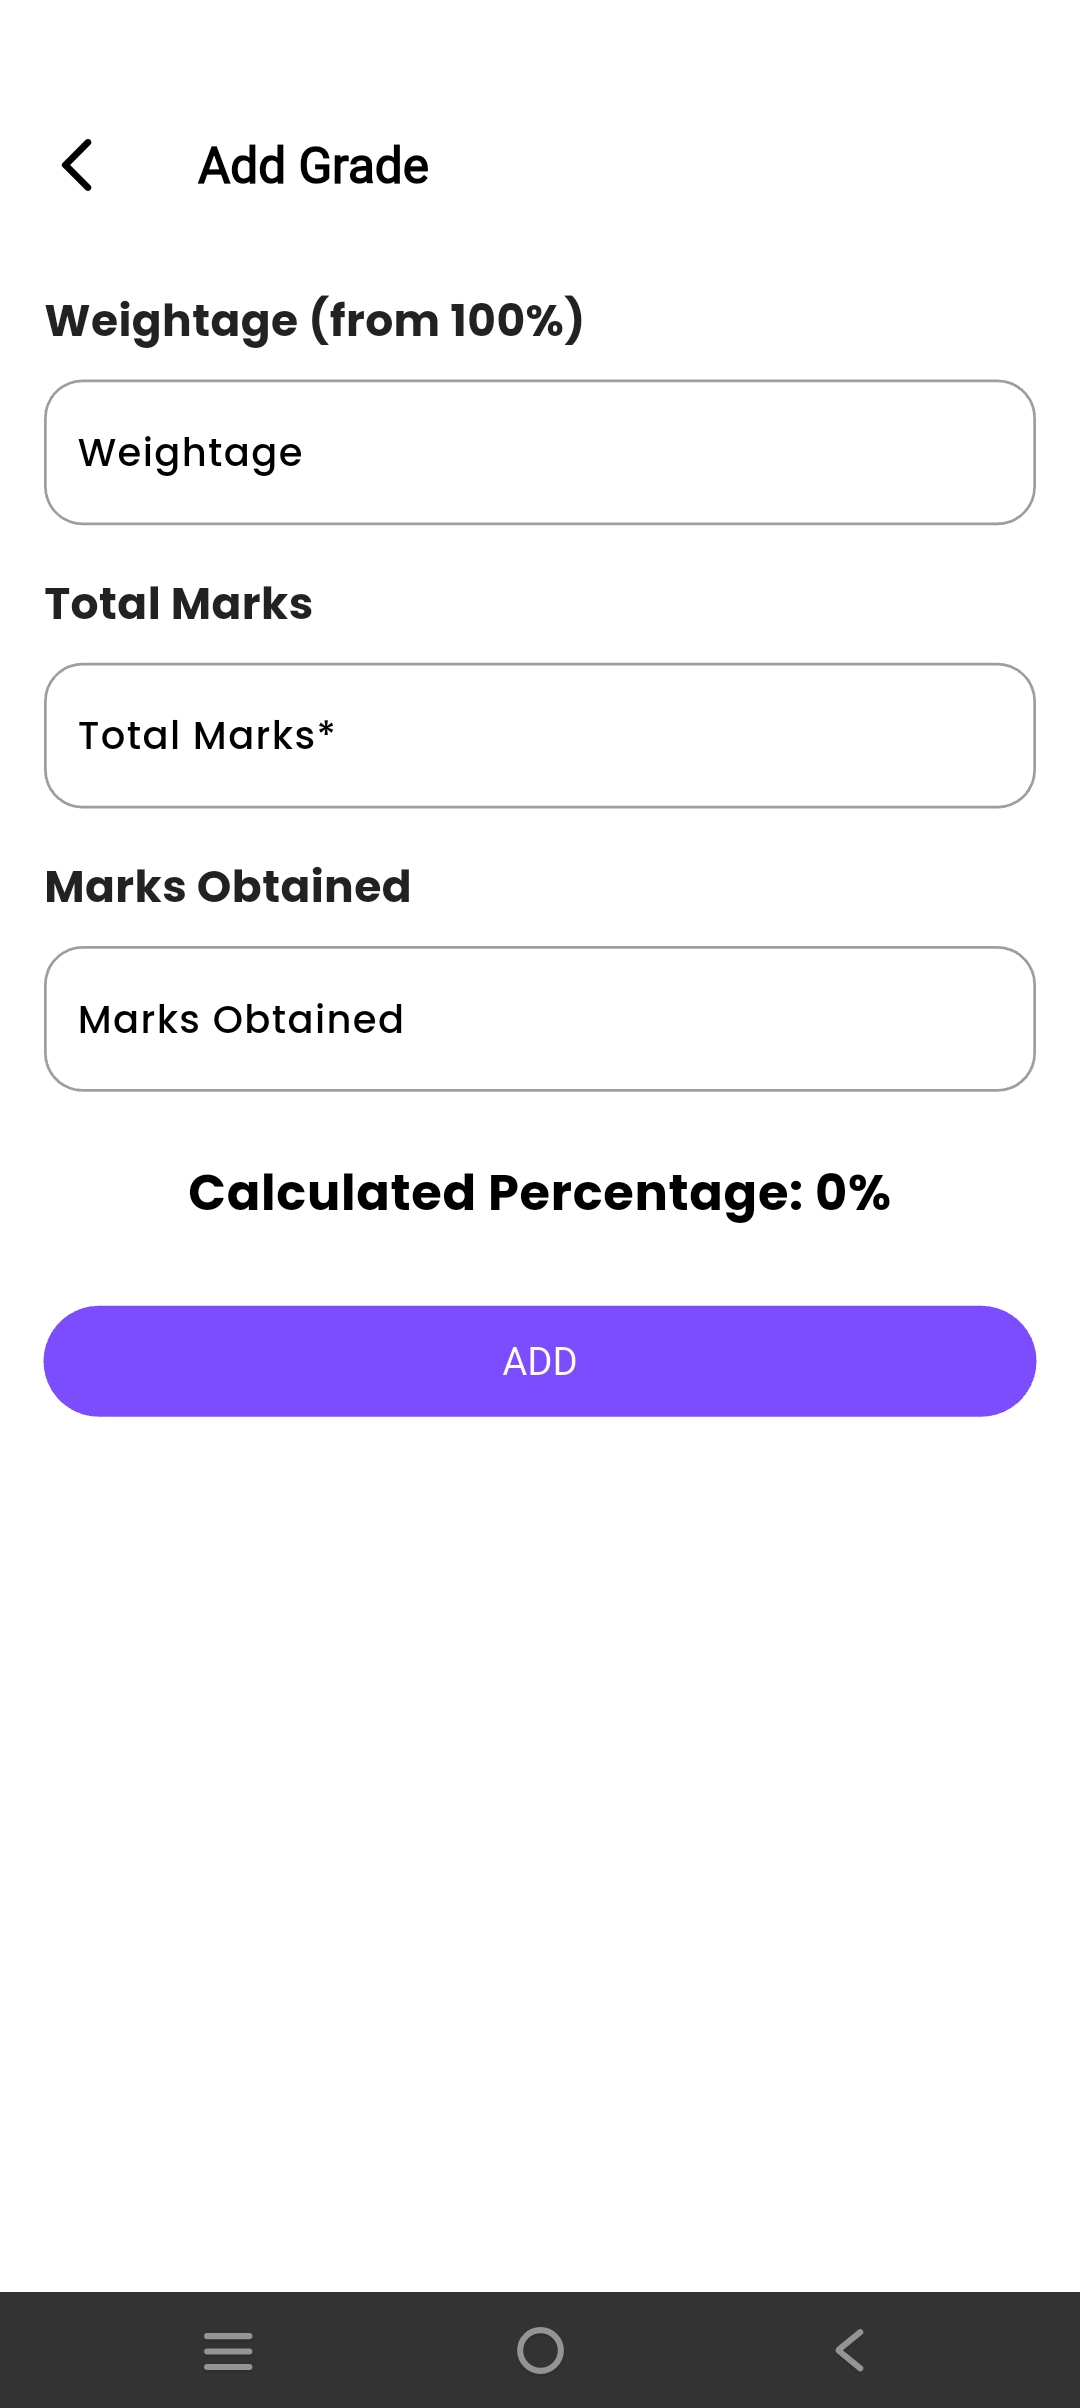 Add Grade
Weightage (from 100%)
Weightage
Total Marks
Total Marks*
Marks Obtained
Marks Obtained
Calculated Percentage: 0%
ADD